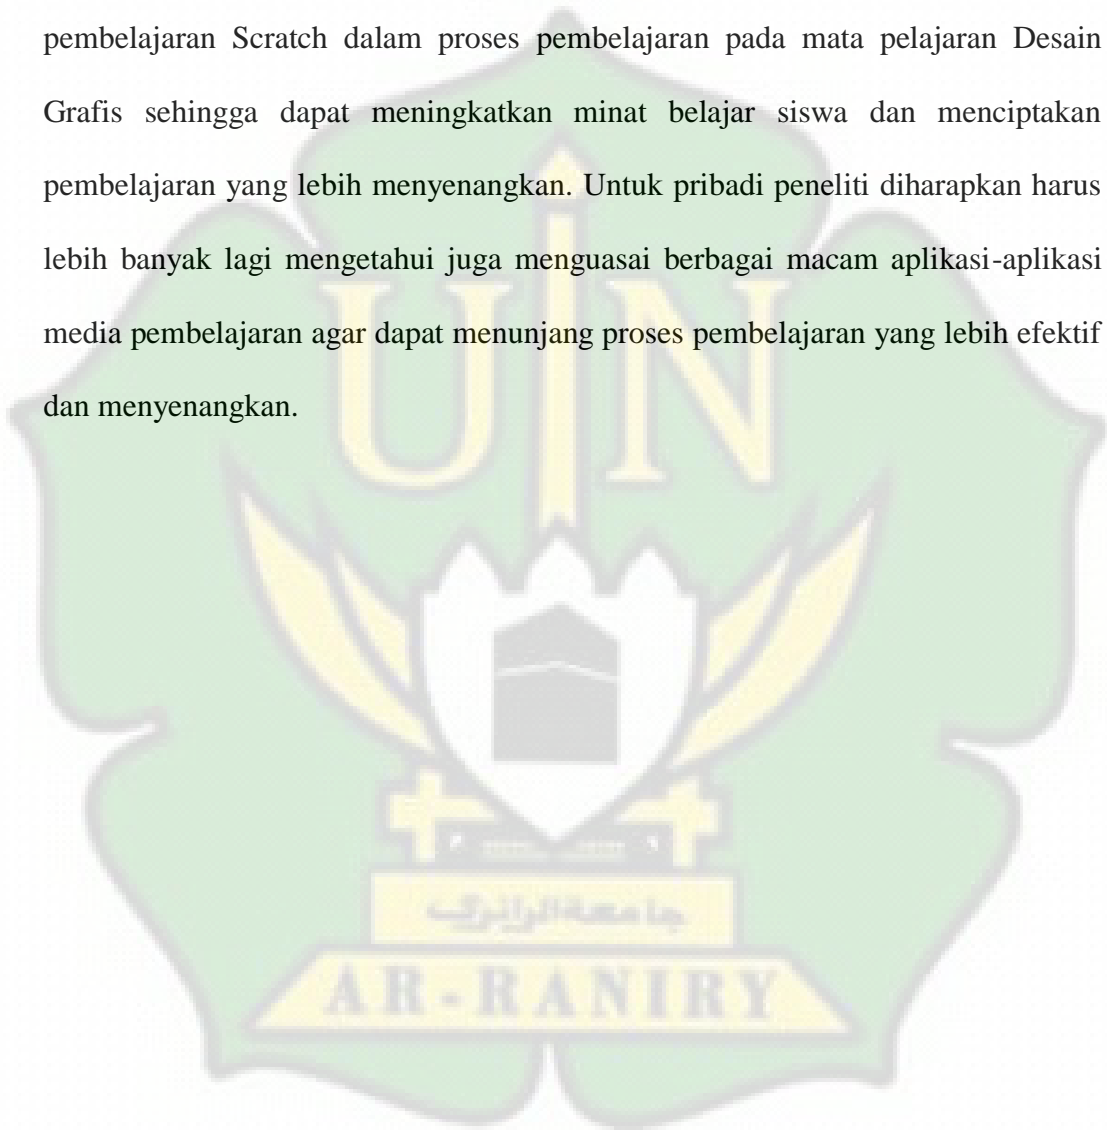 pembelajaran Scratch dalam proses pembelajaran pada mata pelajaran Desain
Grafis sehingga dapat meningkatkan minat belajar siswa dan menciptakan
pembelajaran yang lebih menyenangkan. Untuk pribadi peneliti diharapkan harus
lebih banyak lagi mengetahui juga menguasai berbagai macam aplikasi-aplikasi
media pembelajaran agar dapat menunjang proses pembelajaran yang lebih efektif
dan menyenangkan.
UIN
جامعة الرانري
AR-RANIRY